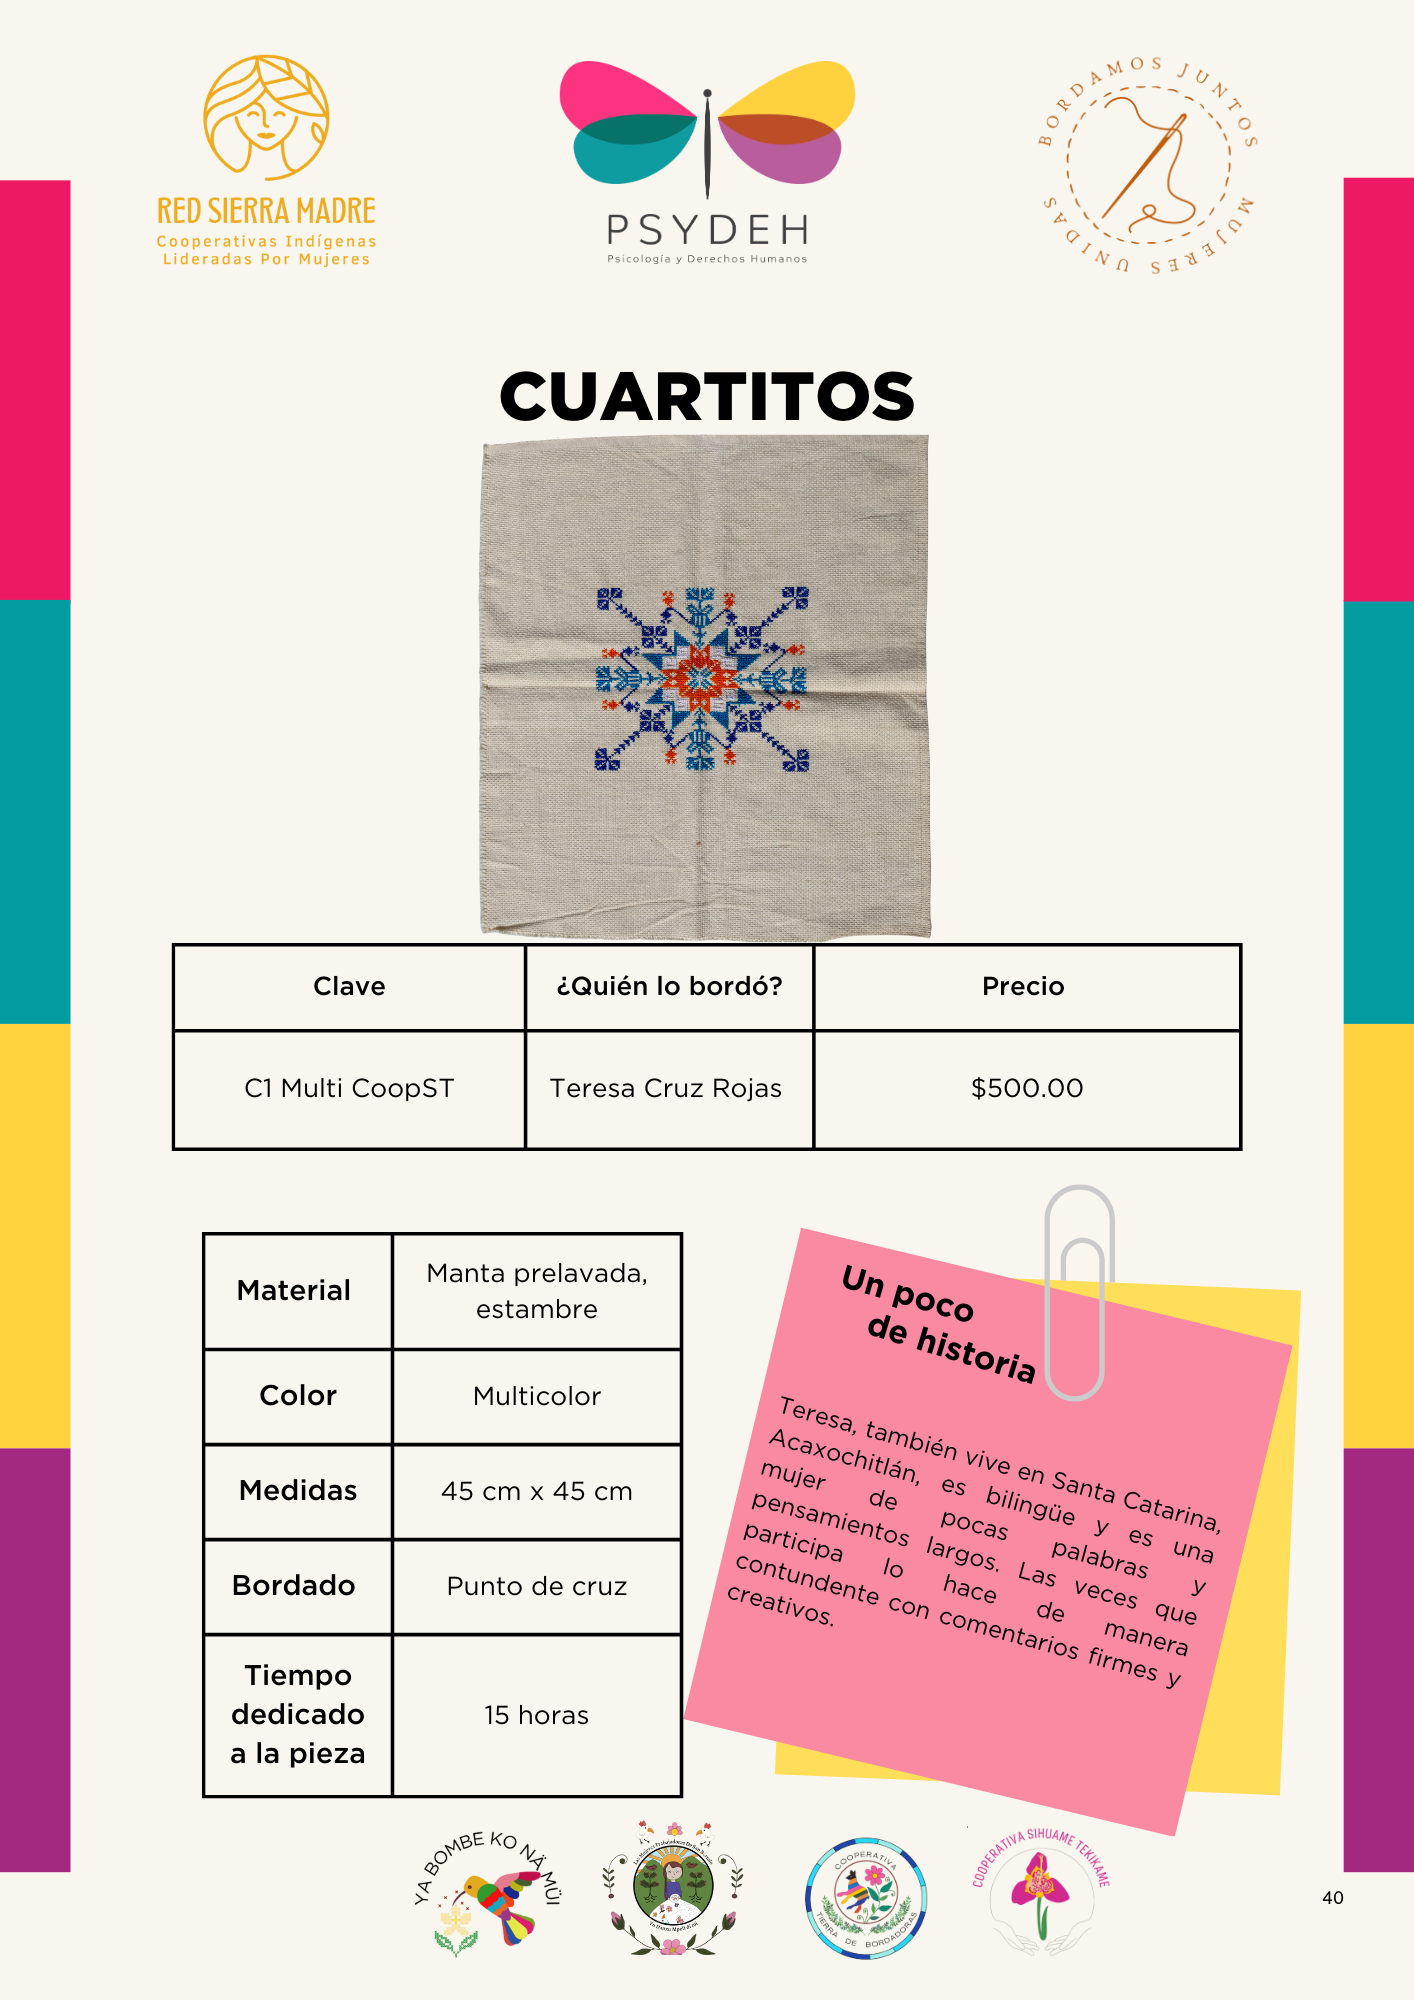 RED SIERRA MADRE
Cooperativas Indígenas
Lideradas Por Mujeres
PSYDEH
Psicología y Derechos Humanos
BORDAMOS JUNTOS
MUJERES UNIDAS
CUARTITOS
Clave
¿Quién lo bordó?
Precio
C1 Multi CoopST
Teresa Cruz Rojas
$500.00
Material
Manta prelavada,
estambre
Color
Multicolor
Medidas
45 cm x 45 cm
Bordado
Punto de cruz
Tiempo
dedicado
a la pieza
15 horas
Un poco
de historia
Teresa, también vive en Santa Catarina,
Acaxochitlán, es bilingüe y es una
mujer de pocas palabras y
pensamientos largos. Las veces que
participa lo hace de manera
contundente con comentarios firmes y
creativos.
YA BOMBE KO NÄ MÜI
COOPERATIVA
TIERRA DE BORDADORAS
COOPERATIVA SIHUAME TEKIKAME
40